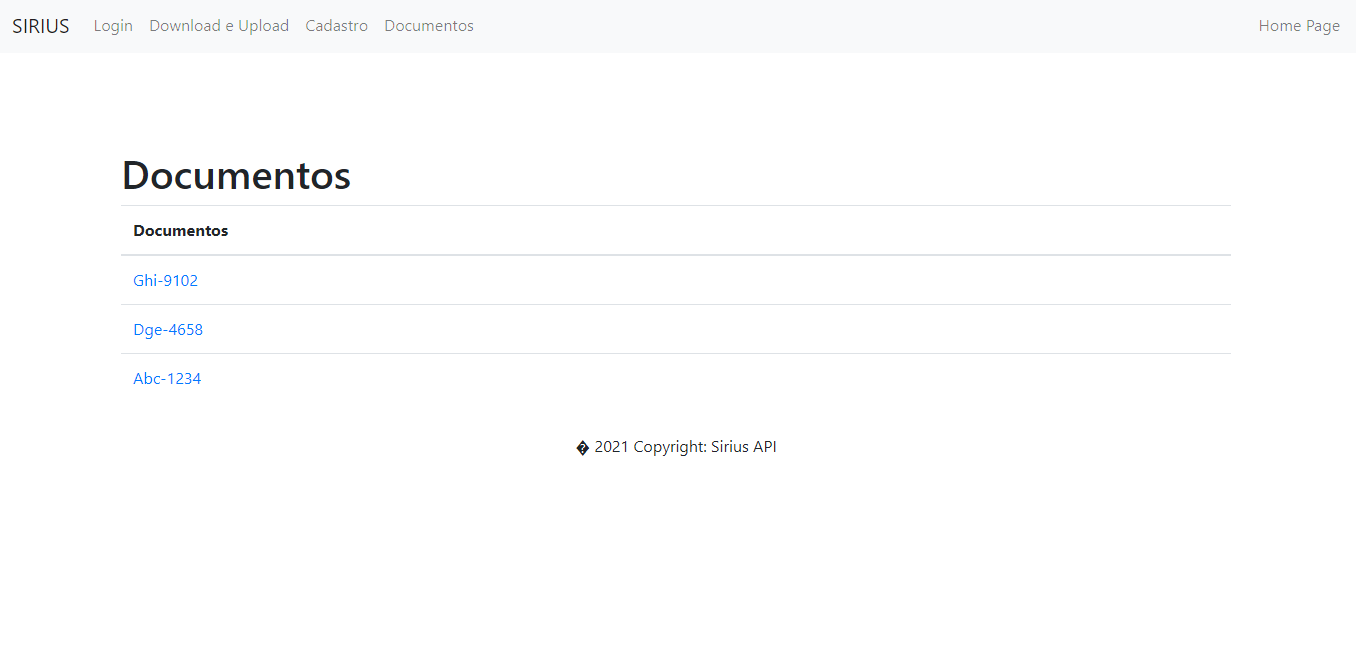 SIRIUS Login Download e Upload Cadastro Documentos Home Page
Documentos
Documentos
Ghi-9102
Dge-4658
Abc-1234
� 2021 Copyright: Sirius API